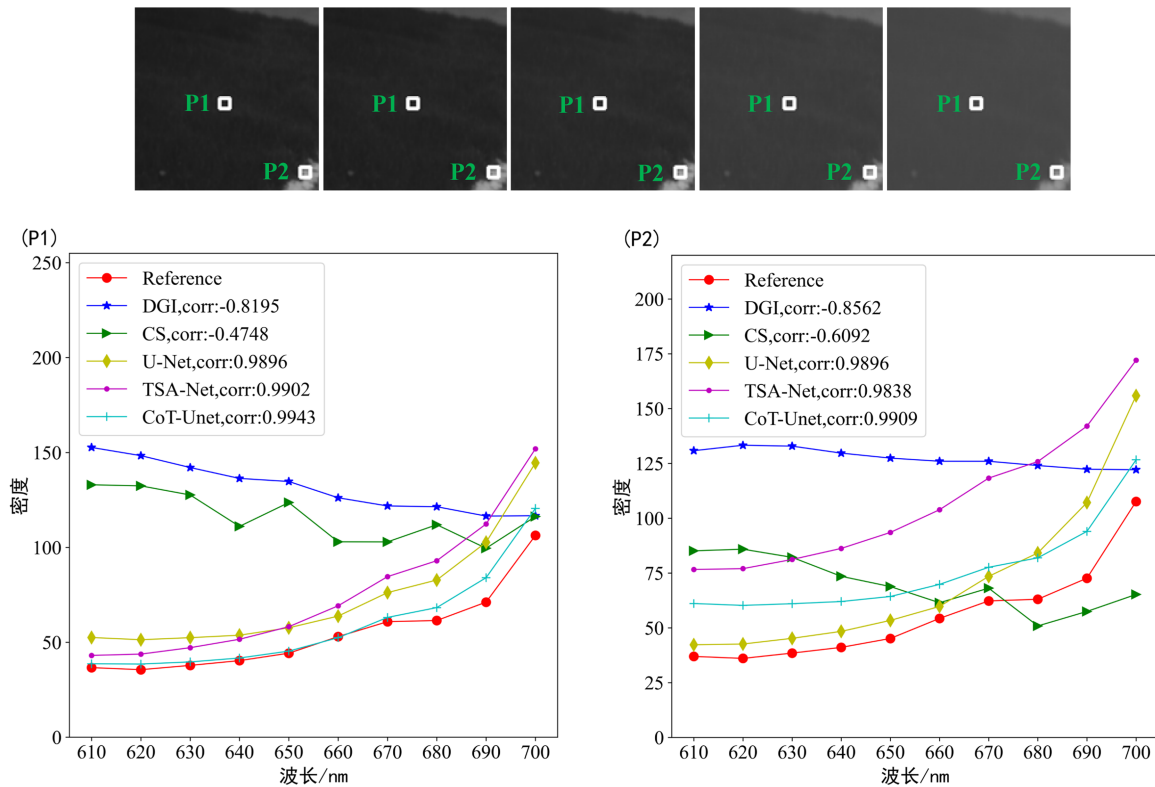 P1 P1 P1 P1 P1
P2 P2 P2 P2 P2
(P1)
250
200
150
100
50
0
密度
Reference
DGI,corr:-0.8195
CS,corr:-0.4748
U-Net,corr:0.9896
TSA-Net,corr:0.9902
CoT-Unet,corr:0.9943
610 620 630 640 650 660 670 680 690 700
波长/nm
(P2)
200
175
150
125
100
75
50
25
0
密度
Reference
DGI,corr:-0.8562
CS,corr:-0.6092
U-Net,corr:0.9896
TSA-Net,corr:0.9838
CoT-Unet,corr:0.9909
610 620 630 640 650 660 670 680 690 700
波长/nm